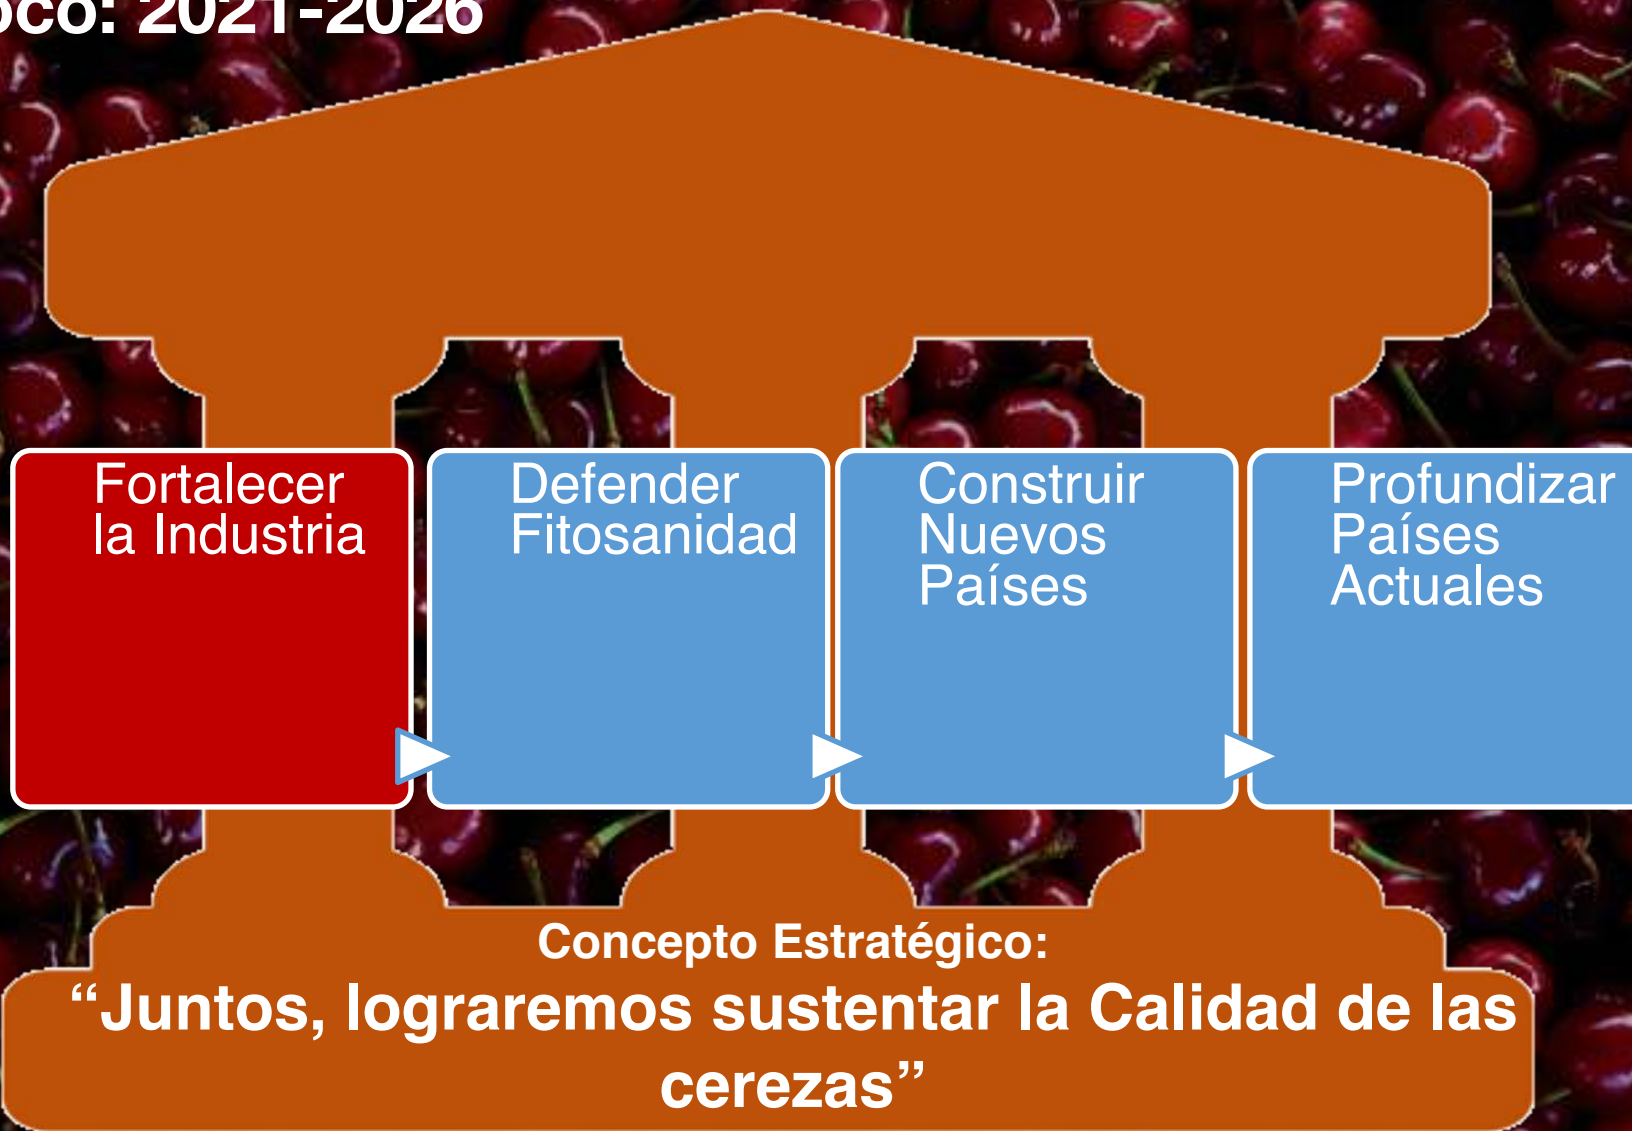 2021-2026
Fortalecer
la Industria
Defender
Fitosanidad
Construir
Nuevos
Países
Profundizar
Países
Actuales
Concepto Estratégico:
“Juntos, lograremos sustentar la Calidad de las
cerezas”